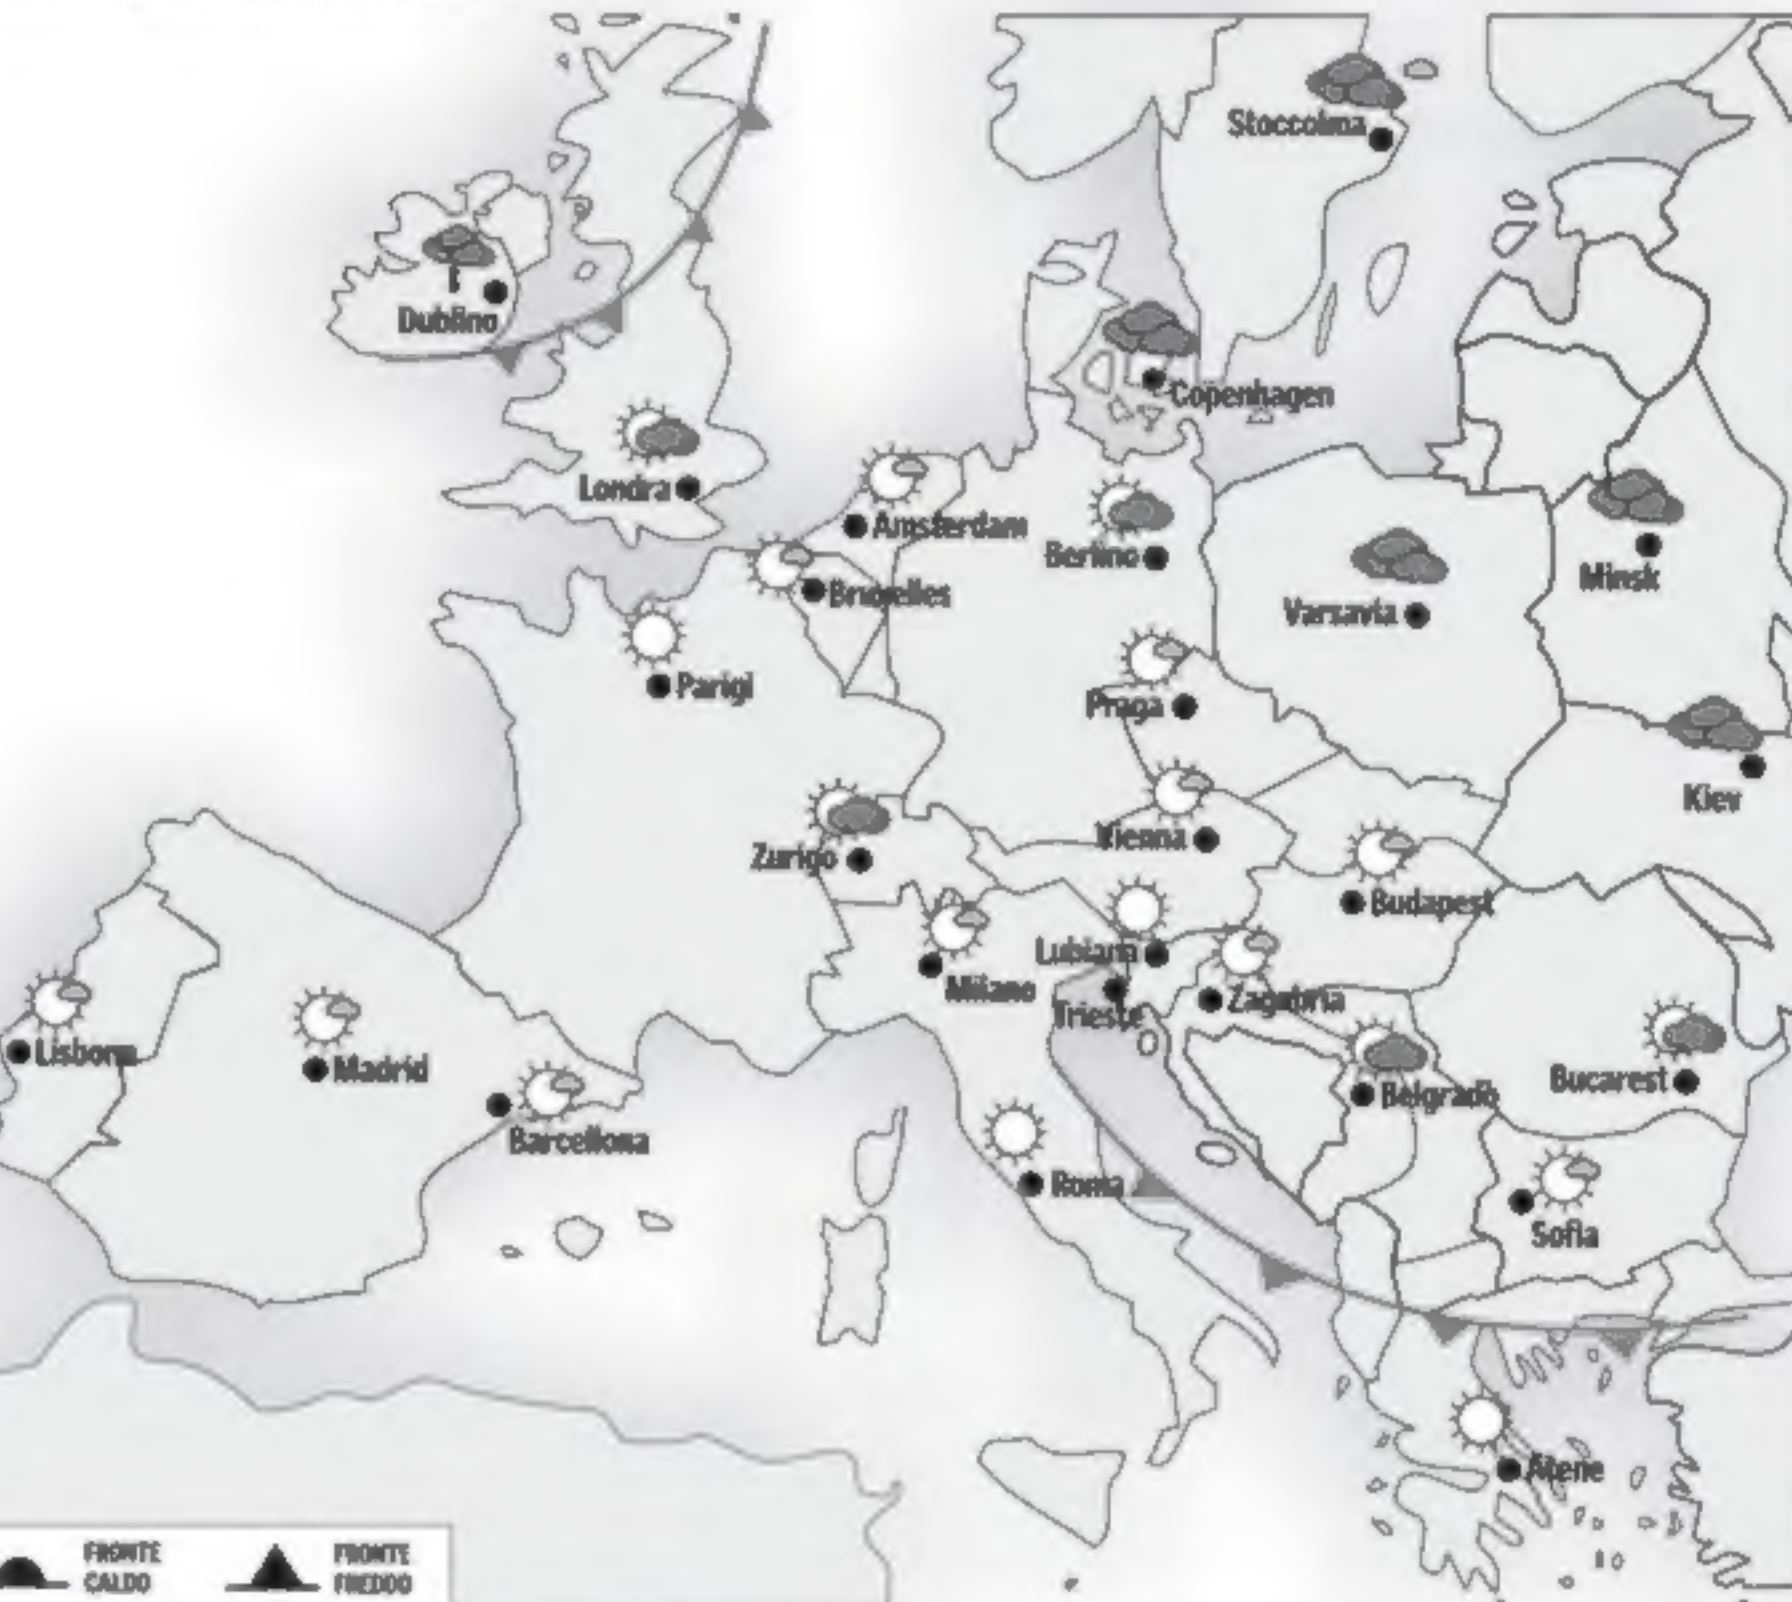 Stoccolma
Dublino
Copenhagen
Londra
Amsterdam
Berlino
Minsk
Bruxelles
Varsavia
Parigi
Praga
Kiev
Vienna
Zurigo
Budapest
Lubiana
Milano
Zagabria
Trieste
Lisbona
Madrid
Belgrado
Bucarest
Barcellona
Roma
Sofia
Atene
FRONTE
CALDO
FRONTE
FREDDO